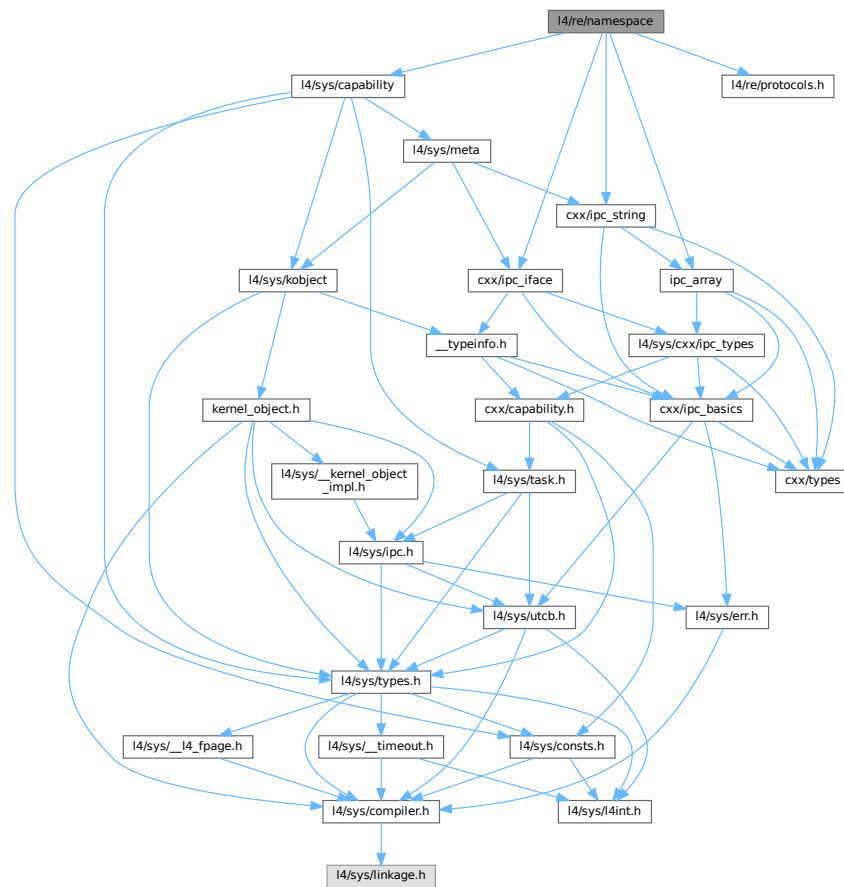 l4/re/namespace
l4/sys/capability
l4/re/protocols.h
l4/sys/meta
cxx/ipc_string
l4/sys/kobject
cxx/ipc_iface
ipc_array
__typeinfo.h
l4/sys/cxx/ipc_types
kernel_object.h
cxx/capability.h
cxx/ipc_basics
l4/sys/__kernel_object
_impl.h
l4/sys/task.h
cxx/types
l4/sys/ipc.h
l4/sys/utcb.h
l4/sys/err.h
l4/sys/types.h
l4/sys/__l4_fpage.h
l4/sys/__timeout.h
l4/sys/consts.h
l4/sys/compiler.h
l4/sys/l4int.h
l4/sys/linkage.h